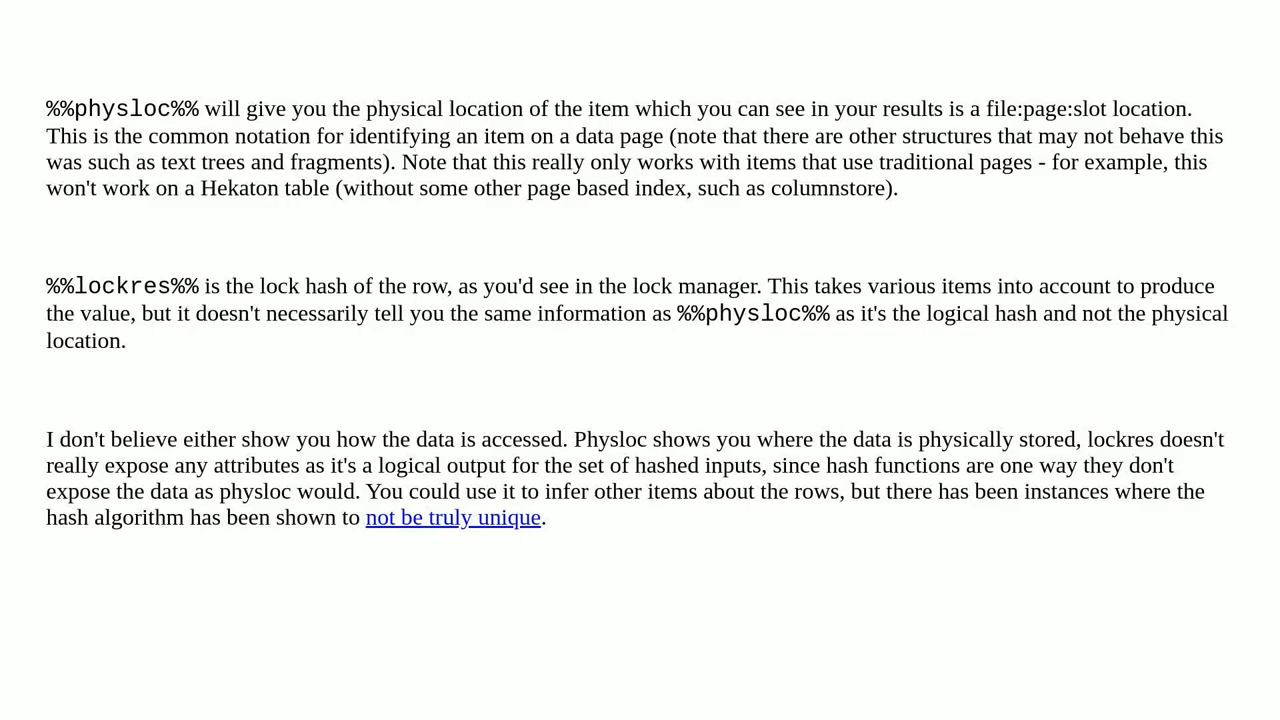 %%physloc%% will give you the physical location of the item which you can see in your results is a file:page:slot location.
This is the common notation for identifying an item on a data page (note that there are other structures that may not behave this
was such as text trees and fragments). Note that this really only works with items that use traditional pages - for example, this
won't work on a Hekaton table (without some other page based index, such as columnstore).
%%lockres%% is the lock hash of the row, as you'd see in the lock manager. This takes various items into account to produce
the value, but it doesn't necessarily tell you the same information as %%physloc%% as it's the logical hash and not the physical
location.
I don't believe either show you how the data is accessed. Physloc shows you where the data is physically stored, lockres doesn't
really expose any attributes as it's a logical output for the set of hashed inputs, since hash functions are one way they don't
expose the data as physloc would. You could use it to infer other items about the rows, but there has been instances where the
hash algorithm has been shown to not be truly unique.